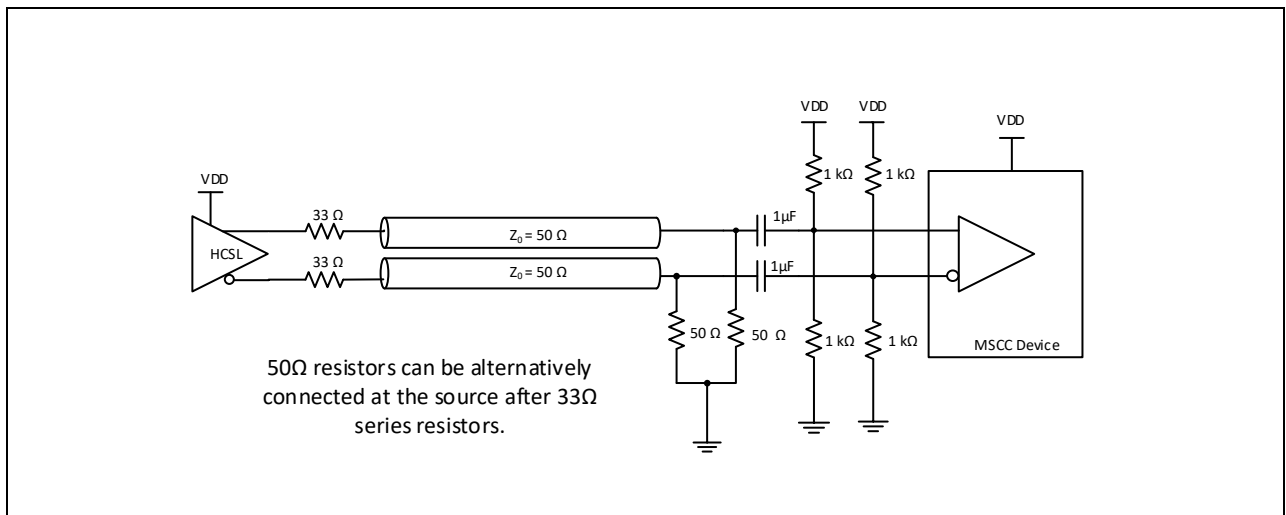 VDD
VDD
VDD
VDD
1 kΩ
1 kΩ
33 Ω
1µF
HCSL
Z0 = 50 Ω
33 Ω
Z0 = 50 Ω
1µF
50 Ω
50 Ω
1 kΩ
1 kΩ
MSCC Device
50Ω resistors can be alternatively
connected at the source after 33Ω
series resistors.